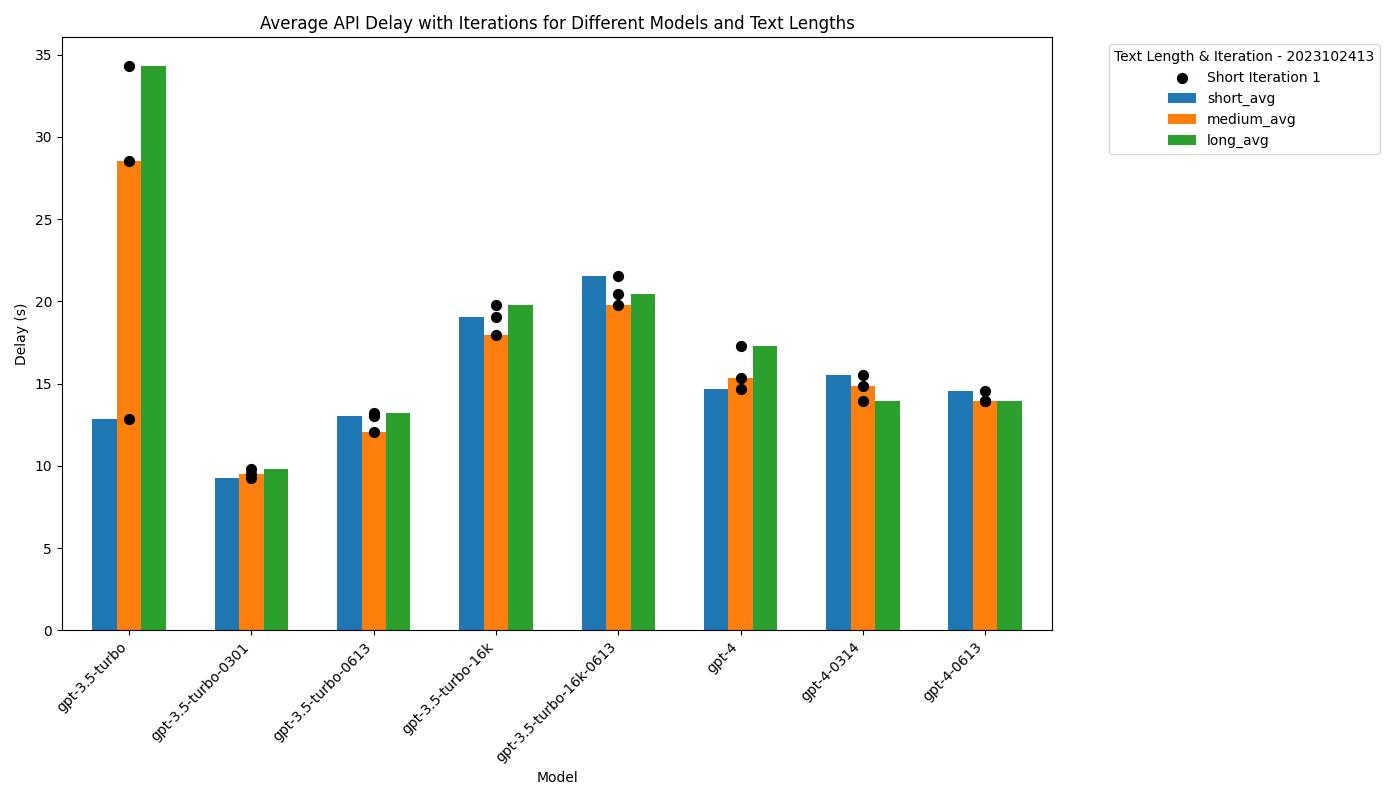 Average API Delay with Iterations for Different Models and Text Lengths
Text Length & Iteration - 2023102413
Short Iteration 1
short_avg
medium_avg
long_avg
Delay (s)
35
30
25
20
15
10
5
0
gpt-3.5-turbo
gpt-3.5-turbo-0301
gpt-3.5-turbo-0613
gpt-3.5-turbo-16k
gpt-3.5-turbo-16k-0613
gpt-4
gpt-4-0314
gpt-4-0613
Model